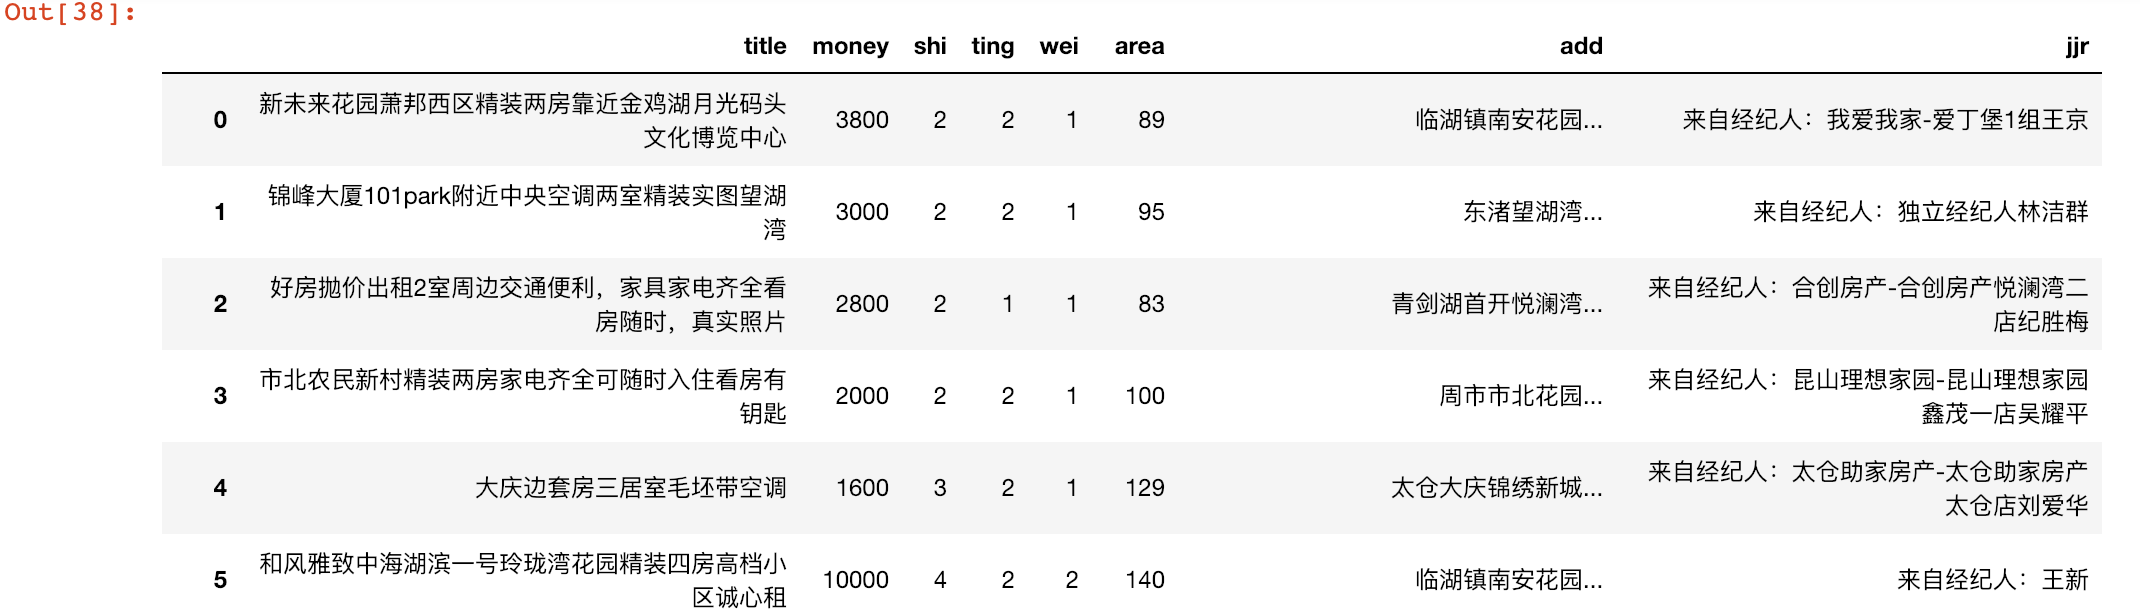 Out[38]:
title money shi ting wei area add jjr
0 新未来花园萧邦西区精装两房靠近金鸡湖月光码头 3800 2 2 1 89 临湖镇南安花园... 来自经纪人：我爱我家-爱丁堡1组王京
文化博览中心
1 锦峰大厦101park附近中央空调两室精装实图望湖 3000 2 2 1 95 东渚望湖湾... 来自经纪人：独立经纪人林洁群
湾
2 好房抛价出租2室周边交通便利，家具家电齐全看 2800 2 1 1 83 青剑湖首开悦澜湾... 来自经纪人：合创房产-合创房产悦澜湾二
房随时，真实照片 店纪胜梅
3 市北农民新村精装两房家电齐全可随时入住看房有 2000 2 2 1 100 周市市北花园... 来自经纪人：昆山理想家园-昆山理想家园
钥匙 鑫茂一店吴耀平
4 大庆边套房三居室毛坯带空调 1600 3 2 1 129 太仓大庆锦绣新城... 来自经纪人：太仓助家房产-太仓助家房产
太仓店刘爱华
5 和风雅致中海湖滨一号玲珑湾花园精装四房高档小 10000 4 2 2 140 临湖镇南安花园... 来自经纪人：王新
区诚心租